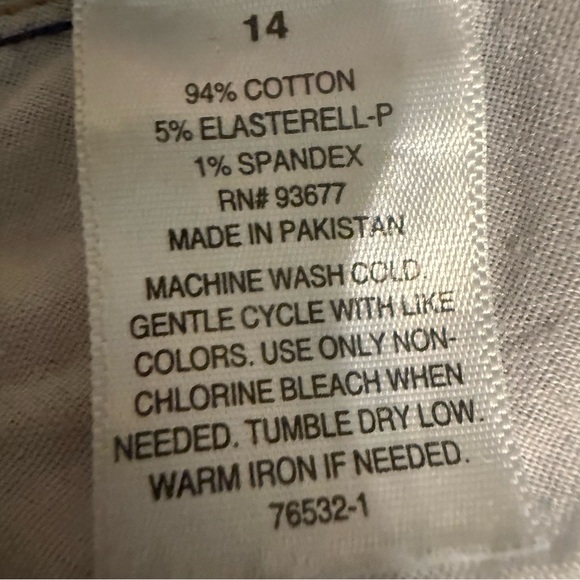 14
94% COTTON
5% ELASTERELL-P
1% SPANDEX
RN# 93677
MADE IN PAKISTAN
MACHINE WASH COLD.
GENTLE CYCLE WITH LIKE
COLORS. USE ONLY NON-
CHLORINE BLEACH WHEN
NEEDED. TUMBLE DRY LOW.
WARM IRON IF NEEDED.
76532-1